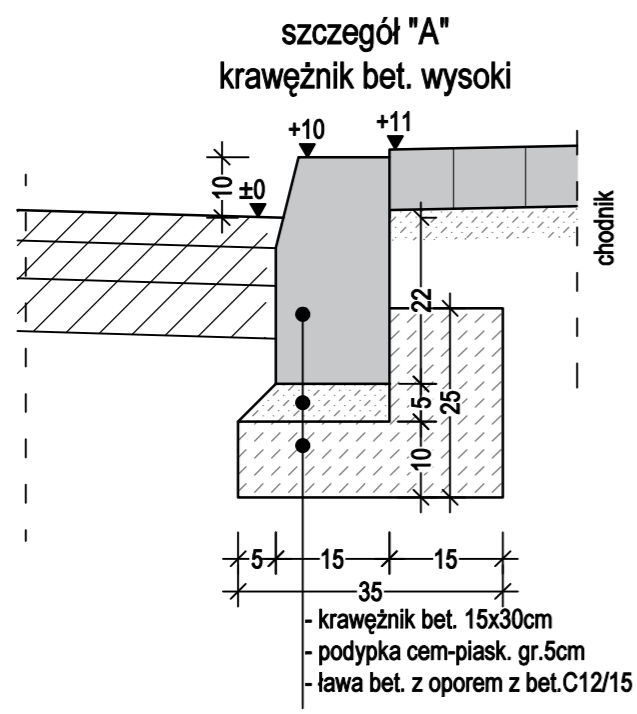 szczegół "A"
krawężnik bet. wysoki
+10
+11
10
±0
chodnik
22
5
25
10
5
15
15
35
- krawężnik bet. 15x30cm
- podypka cem-piask. gr.5cm
- ława bet. z oporem z bet.C12/15